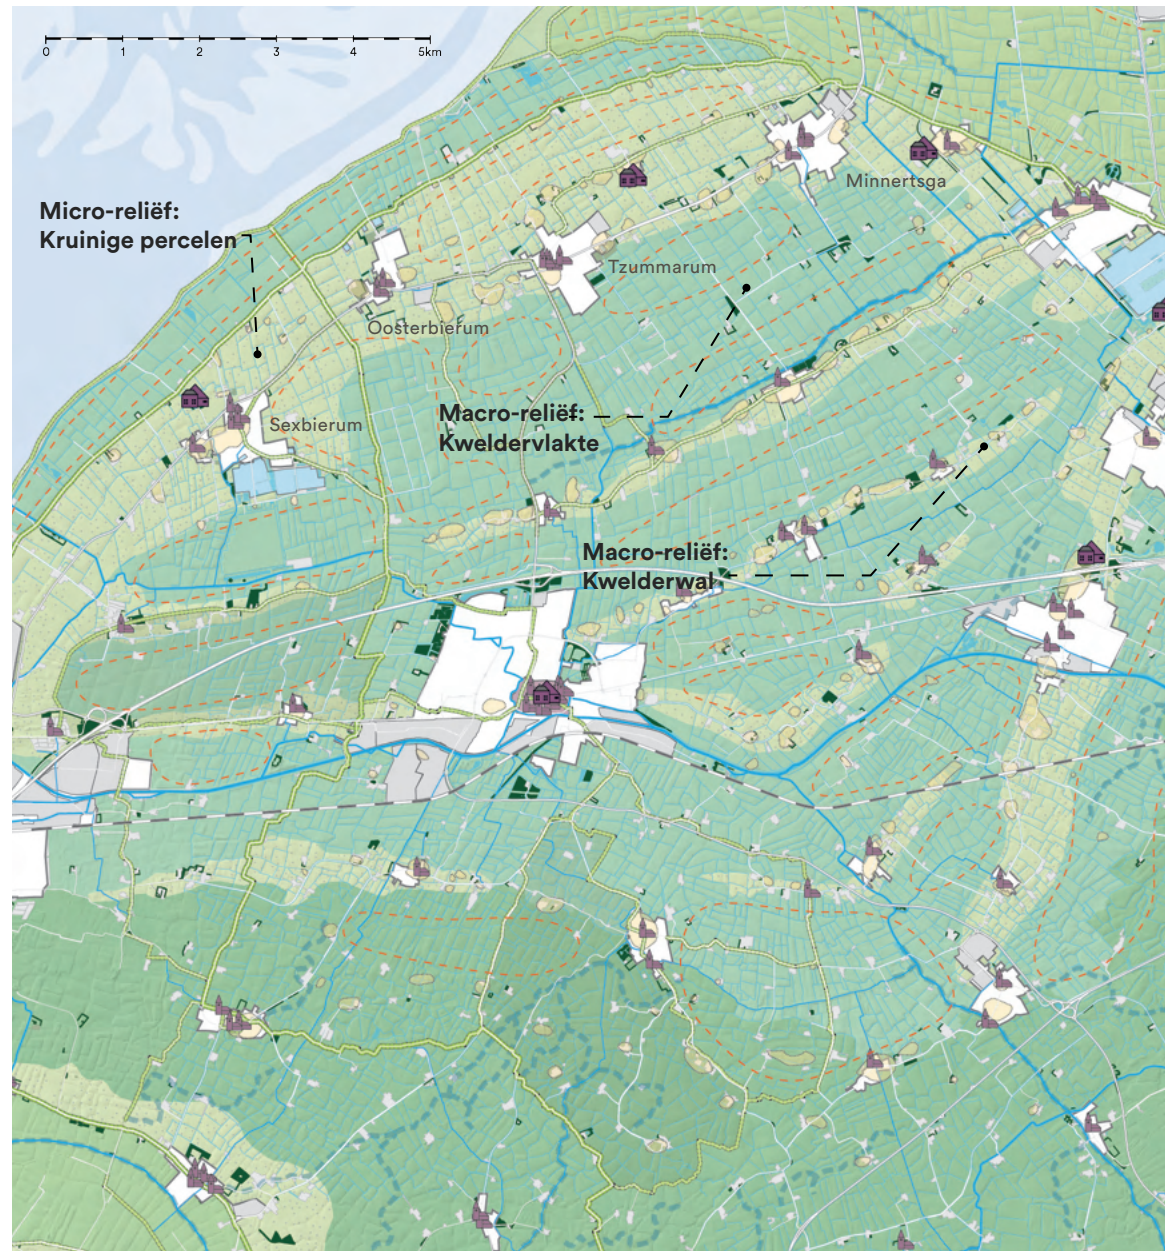 0 1 2 3 4 5km
Micro-reliëf:
Kruinige percelen
Minnertsga
Tzummarum
Oosterbierum
Macro-reliëf:
Kweldervlakte
Sexbierum
Macro-reliëf:
Kwelderwal